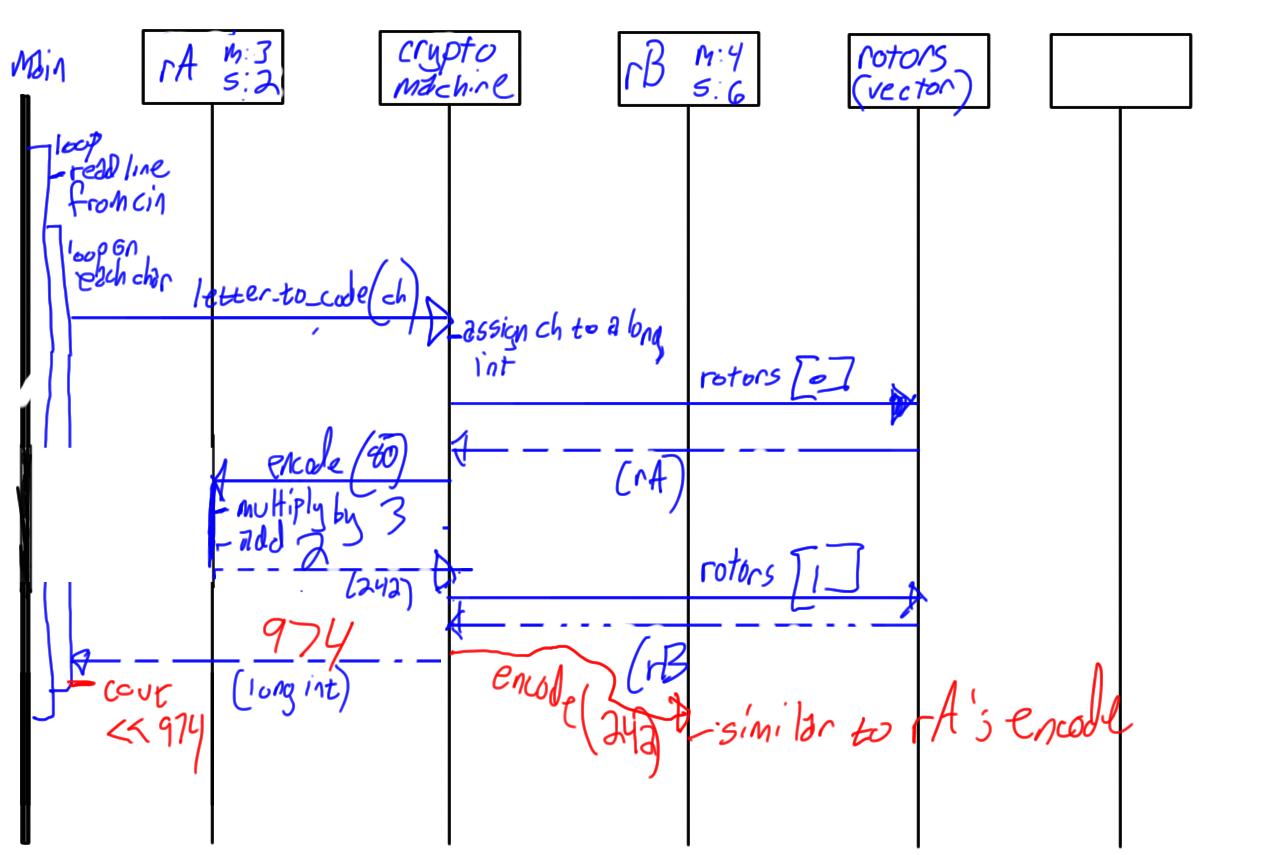 Main
rA m:3
s:2
crypto
machine
rB m:4
s:6
rotors
(vector)
loop
- read line
from cin
loop on
each char
letter_to_code(ch)
- assign ch to a long
int
rotors [0]
(rA)
encode (80)
- multiply by 3
- add 2
(242)
rotors [1]
(rB
974
(long int)
encode(242)
- similar to rA's encode
cout
<< 974